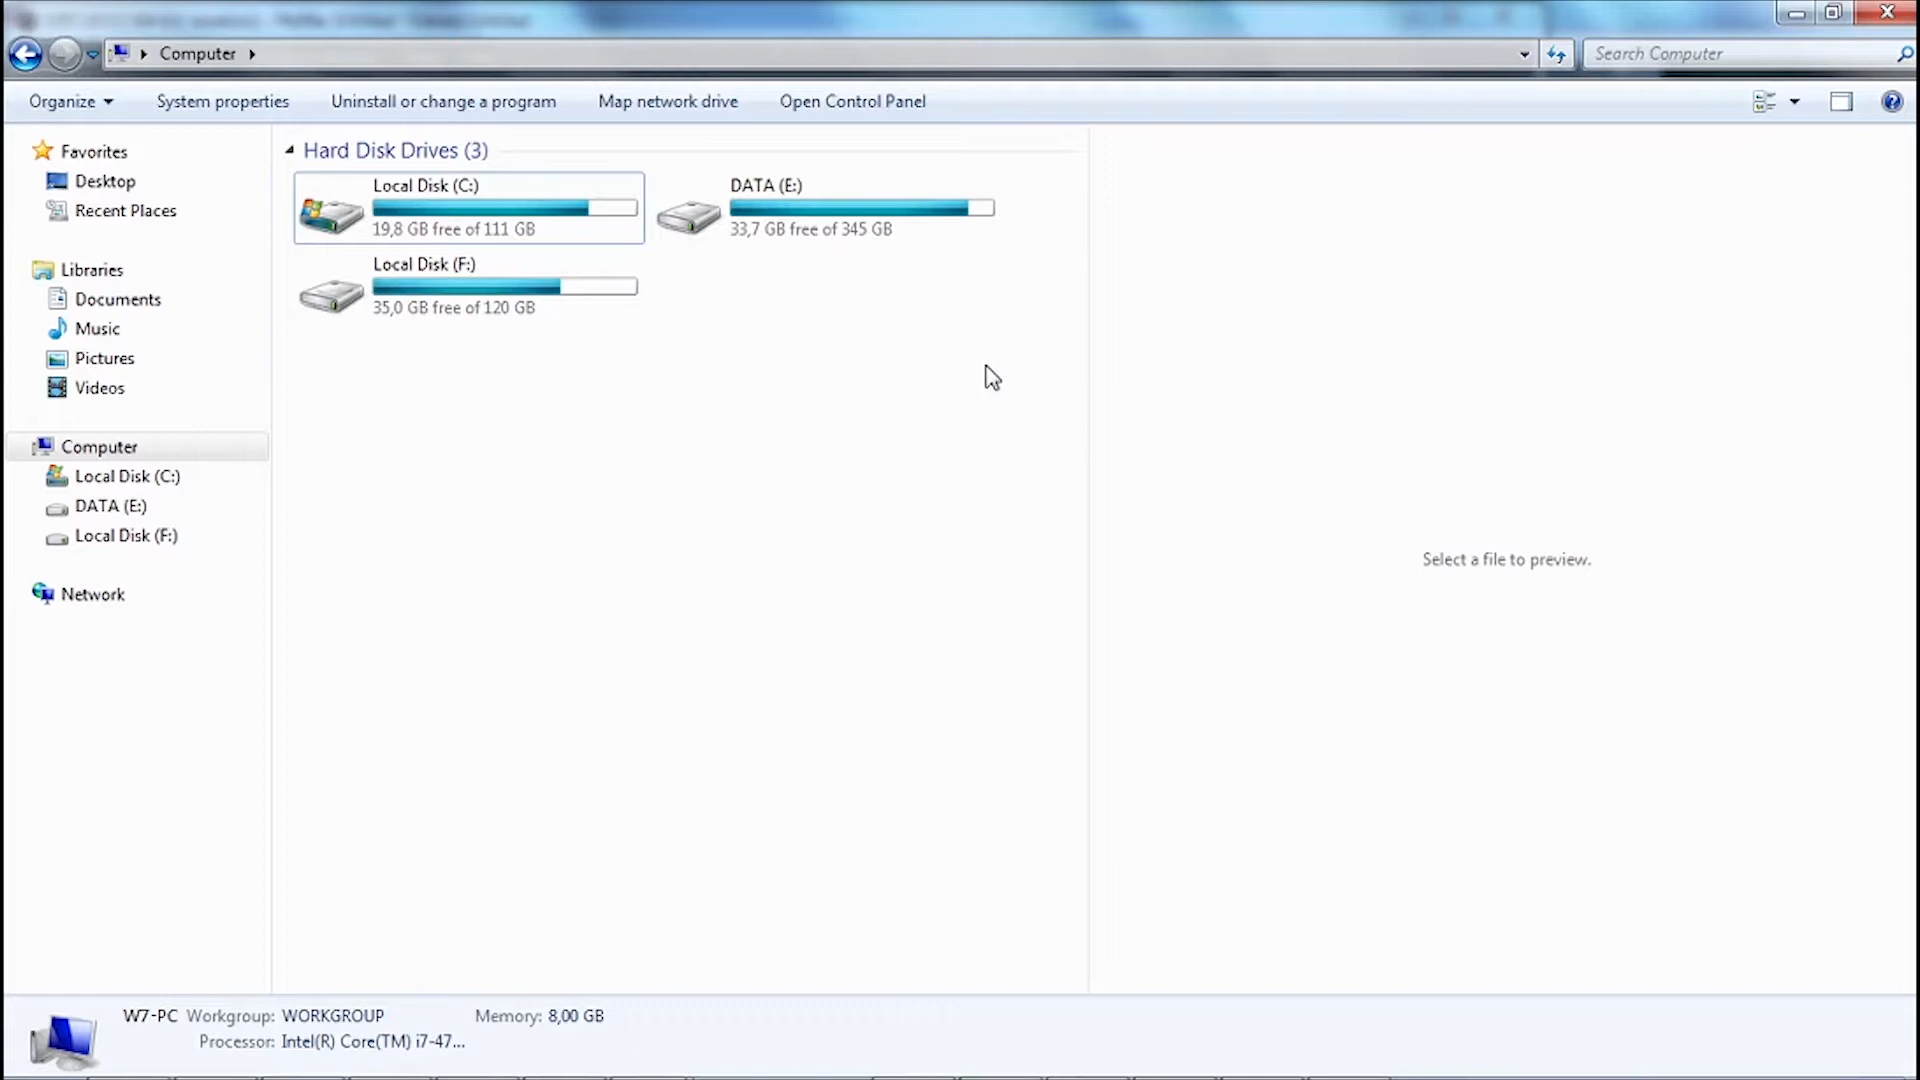 Computer
Search Computer
Organize
System properties
Uninstall or change a program
Map network drive
Open Control Panel
Favorites
Desktop
Recent Places
Libraries
Documents
Music
Pictures
Videos
Computer
Local Disk (C:)
DATA (E:)
Local Disk (F:)
Network
Hard Disk Drives (3)
Local Disk (C:)
19,8 GB free of 111 GB
DATA (E:)
33,7 GB free of 345 GB
Local Disk (F:)
35,0 GB free of 120 GB
Select a file to preview.
W7-PC Workgroup: WORKGROUP Memory: 8,00 GB
Processor: Intel(R) Core(TM) i7-47...